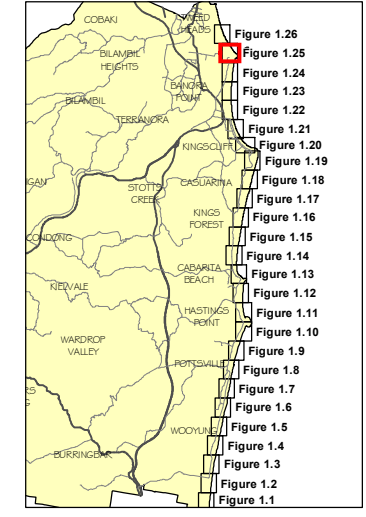 COBAKI
TWEED
HEADS
Figure 1.26
BILAMBIL
HEIGHTS
Figure 1.25
Figure 1.24
BANORA
POINT
Figure 1.23
BILAMBIL
Figure 1.22
TERRANORA
Figure 1.21
KINGSCLIFF
Figure 1.20
Figure 1.19
CASUARINA
Figure 1.18
STOTTS
CREEK
Figure 1.17
KINGS
FOREST
Figure 1.16
CONDONG
Figure 1.15
Figure 1.14
CABARITA
BEACH
Figure 1.13
KIELVALE
Figure 1.12
HASTINGS
POINT
Figure 1.11
Figure 1.10
WARDROP
VALLEY
Figure 1.9
POTTSVILLE
Figure 1.8
Figure 1.7
Figure 1.6
WOOYUNG
Figure 1.5
Figure 1.4
BURRINGBAR
Figure 1.3
Figure 1.2
Figure 1.1